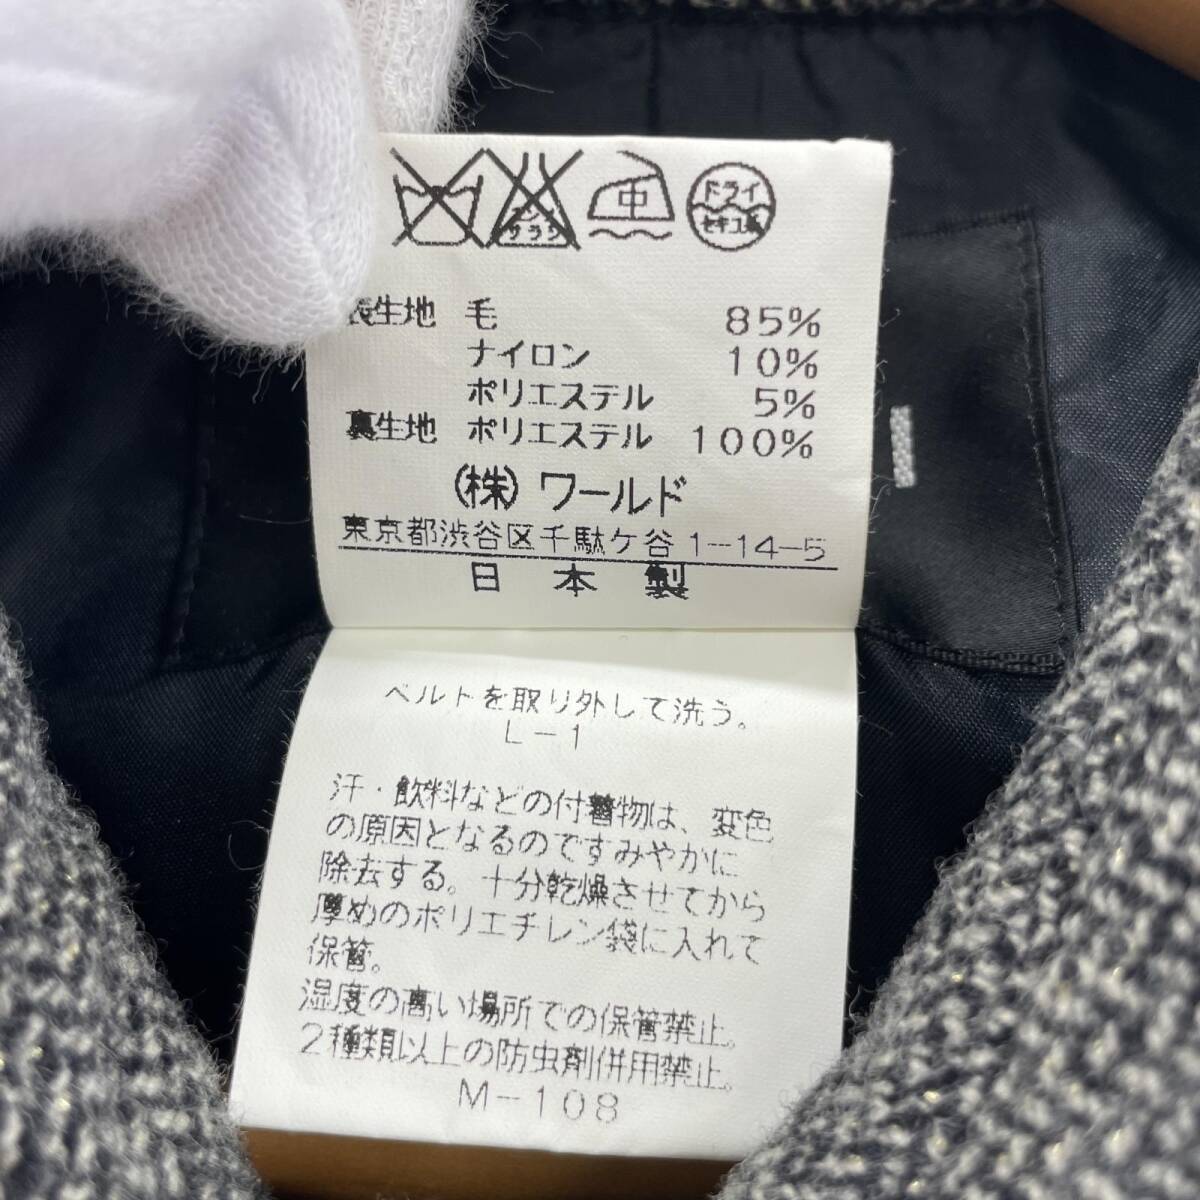 エンソ
サラシ
中
ドライ
セキユ系
表生地 毛 85%
ナイロン 10%
ポリエステル 5%
裏生地 ポリエステル 100%
(株) ワールド
東京都渋谷区千駄ケ谷1-14-5
日本製
ベルトを取り外して洗う。
L-1
汗・飲料などの付着物は、変色
の原因となるのですみやかに
除去する。十分乾燥させてから
厚めのポリエチレン袋に入れて
保管。
湿度の高い場所での保管禁止。
2種類以上の防虫剤併用禁止。
M-108